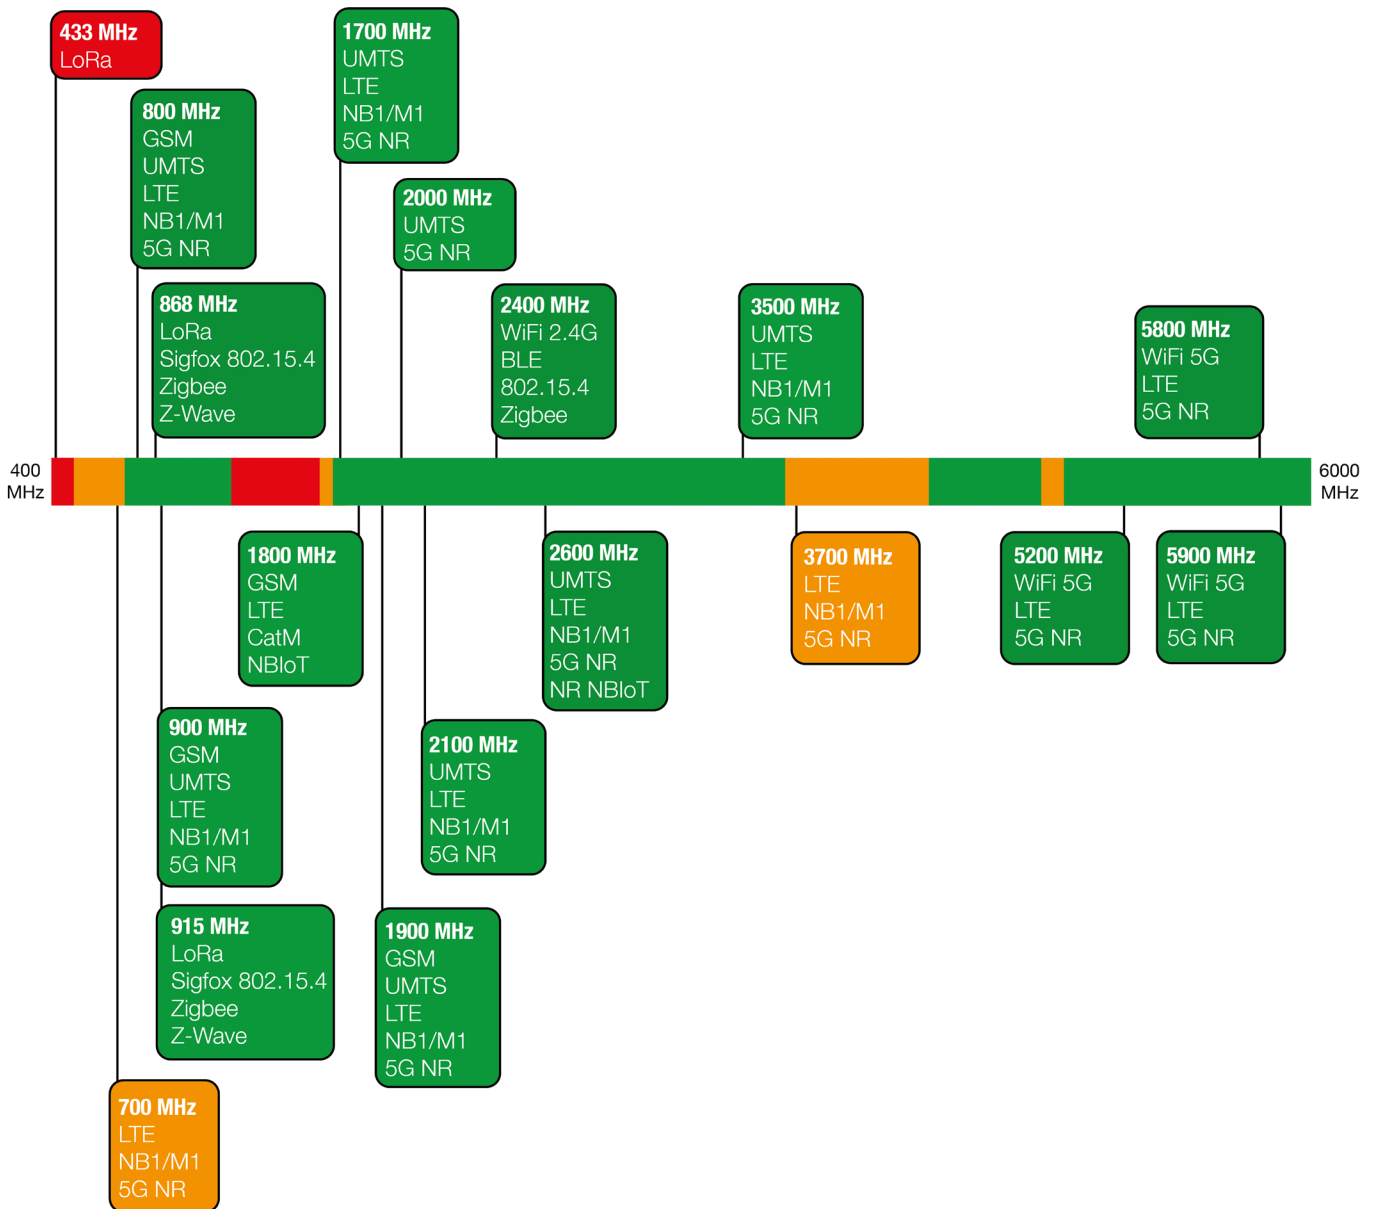 433 MHz
LoRa
1700 MHz
UMTS
LTE
NB1/M1
5G NR
800 MHz
GSM
UMTS
LTE
NB1/M1
5G NR
2000 MHz
UMTS
5G NR
868 MHz
LoRa
Sigfox 802.15.4
Zigbee
Z-Wave
2400 MHz
WiFi 2.4G
BLE
802.15.4
Zigbee
3500 MHz
UMTS
LTE
NB1/M1
5G NR
5800 MHz
WiFi 5G
LTE
5G NR
400
MHz
6000
MHz
1800 MHz
GSM
LTE
CatM
NBIoT
2600 MHz
UMTS
LTE
NB1/M1
5G NR
NR NBIoT
3700 MHz
LTE
NB1/M1
5G NR
5200 MHz
WiFi 5G
LTE
5G NR
5900 MHz
WiFi 5G
LTE
5G NR
900 MHz
GSM
UMTS
LTE
NB1/M1
5G NR
2100 MHz
UMTS
LTE
NB1/M1
5G NR
915 MHz
LoRa
Sigfox 802.15.4
Zigbee
Z-Wave
1900 MHz
GSM
UMTS
LTE
NB1/M1
5G NR
700 MHz
LTE
NB1/M1
5G NR